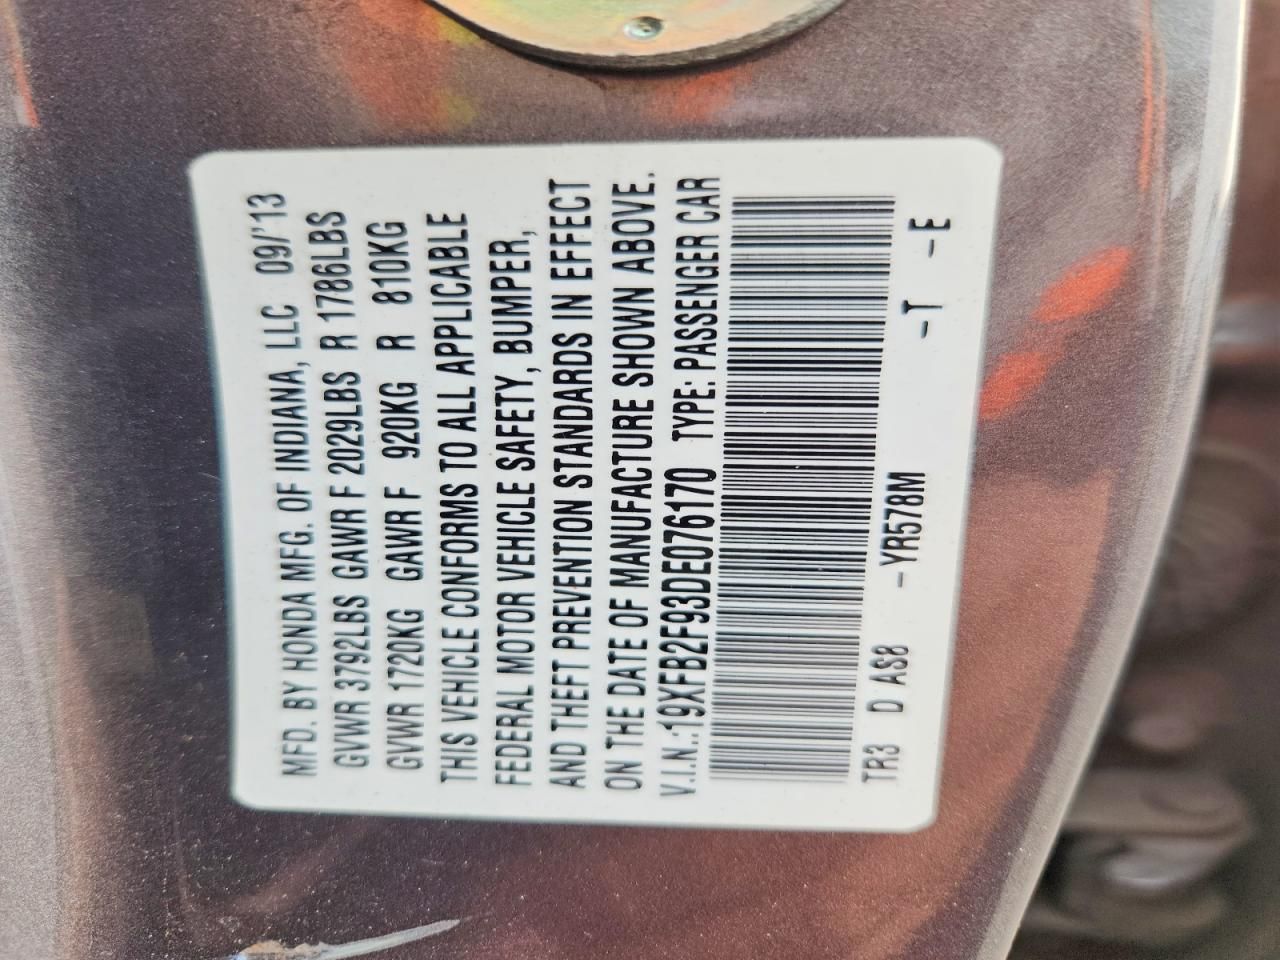 MFD. BY HONDA MFG. OF INDIANA, LLC 09/'13
GVWR 3792LBS GAWR F 2029LBS R 1786LBS
GVWR 1720KG GAWR F 920KG R 810KG
THIS VEHICLE CONFORMS TO ALL APPLICABLE
FEDERAL MOTOR VEHICLE SAFETY, BUMPER,
AND THEFT PREVENTION STANDARDS IN EFFECT
ON THE DATE OF MANUFACTURE SHOWN ABOVE.
V.I.N.:19XFB2F93DE076170 TYPE: PASSENGER CAR
TR3 D AS8 -YR578M -T -E